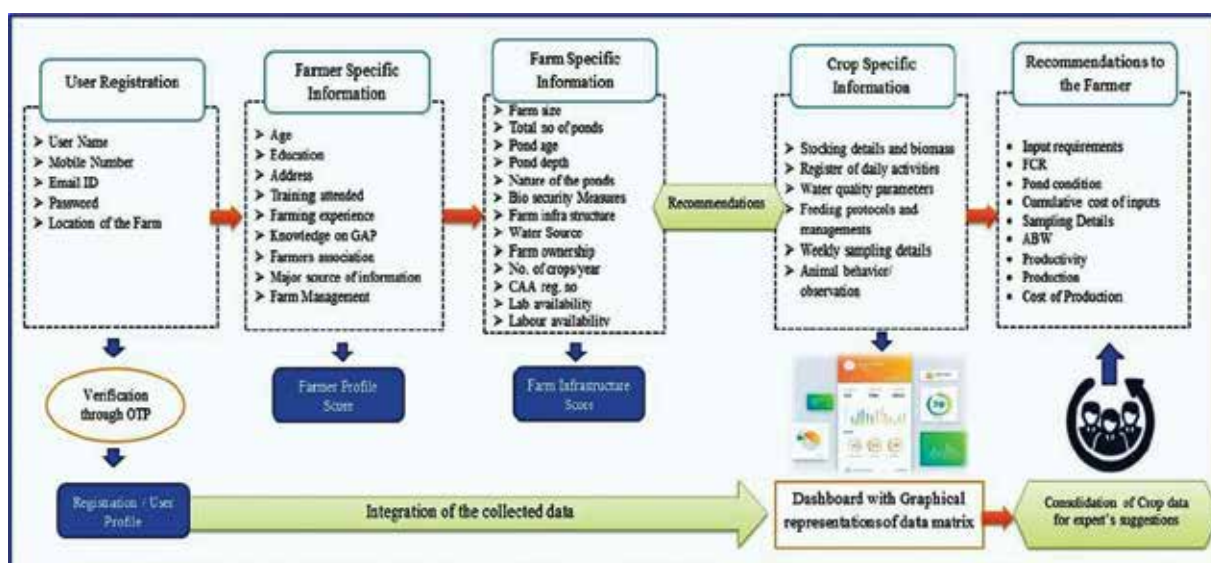 User Registration
User Name
Mobile Number
Email ID
Password
Location of the Farm
Verification
through OTP
Registration / User
Profile
Farmer Specific
Information
Age
Education
Address
Training attended
Farming experience
Knowledge on GAP
Farmers association
Major source of information
Farm Management
Farmer Profile
Score
Farm Specific
Information
Farm size
Total no of ponds
Pond age
Pond depth
Nature of the ponds
Bio security Measures
Farm infra structure
Water Source
Farm ownership
No. of crops/year
CAA reg. no
Lab availability
Labour availability
Farm Infrastructure
Score
Recommendations
Crop Specific
Information
Stocking details and biomass
Register of daily activities
Water quality parameters
Feeding protocols and
managements
Weekly sampling details
Animal behavior/
observation
Recommendations to
the Farmer
Input requirements
FCR
Pond condition
Cumulative cost of inputs
Sampling Details
ABW
Productivity
Production
Cost of Production
Integration of the collected data
Dashboard with Graphical
representations of data matrix
Consolidation of Crop data
for expert's suggestions